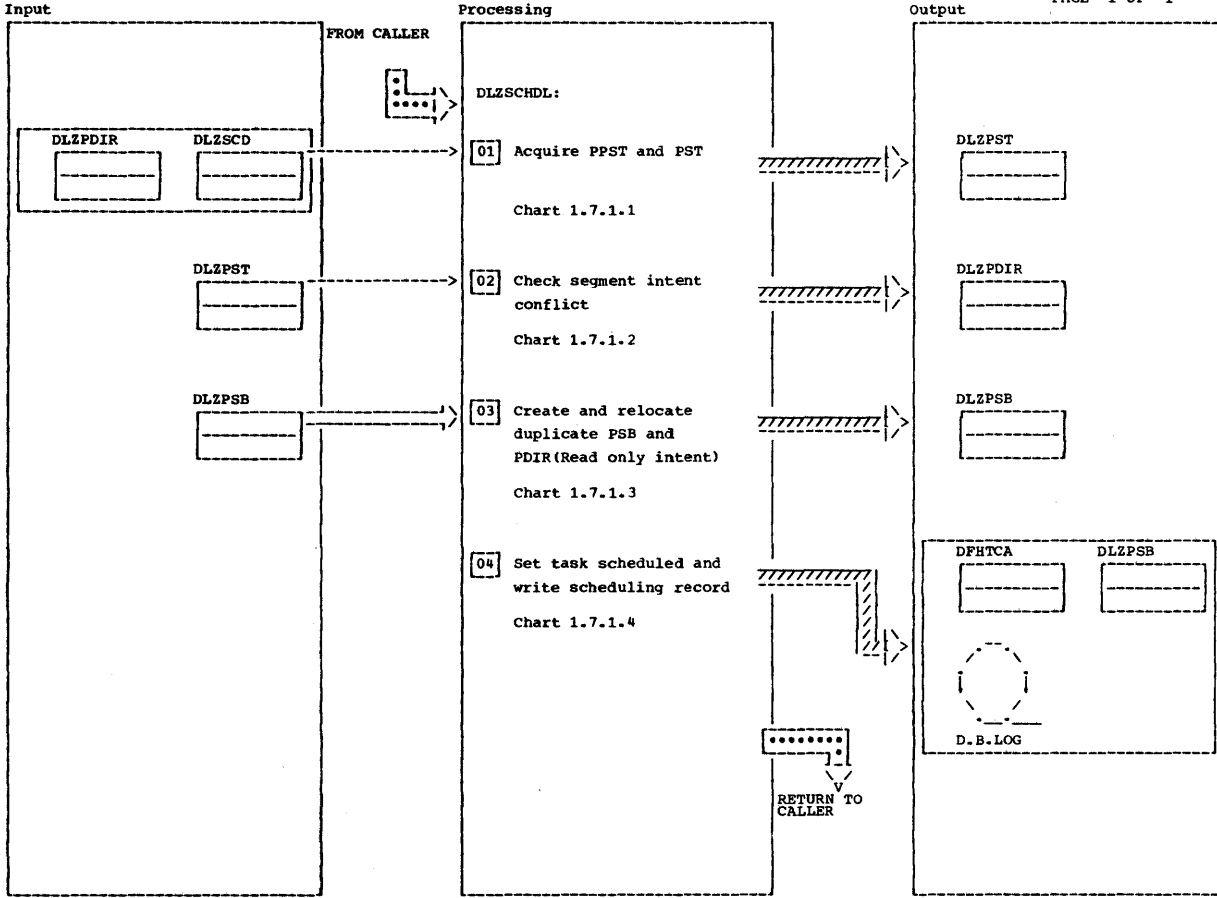 Input
Processing
Output
FROM CALLER
DLZSCHDL:
DLZPDIR DLZSCD
01 Acquire PPST and PST
Chart 1.7.1.1
DLZPST
DLZPST
02 Check segment intent
conflict
Chart 1.7.1.2
DLZPDIR
DLZPSB
03 Create and relocate
duplicate PSB and
PDIR(Read only intent)
Chart 1.7.1.3
DLZPSB
04 Set task scheduled and
write scheduling record
Chart 1.7.1.4
DFHTCA DLZPSB
D.B.LOG
RETURN TO
CALLER